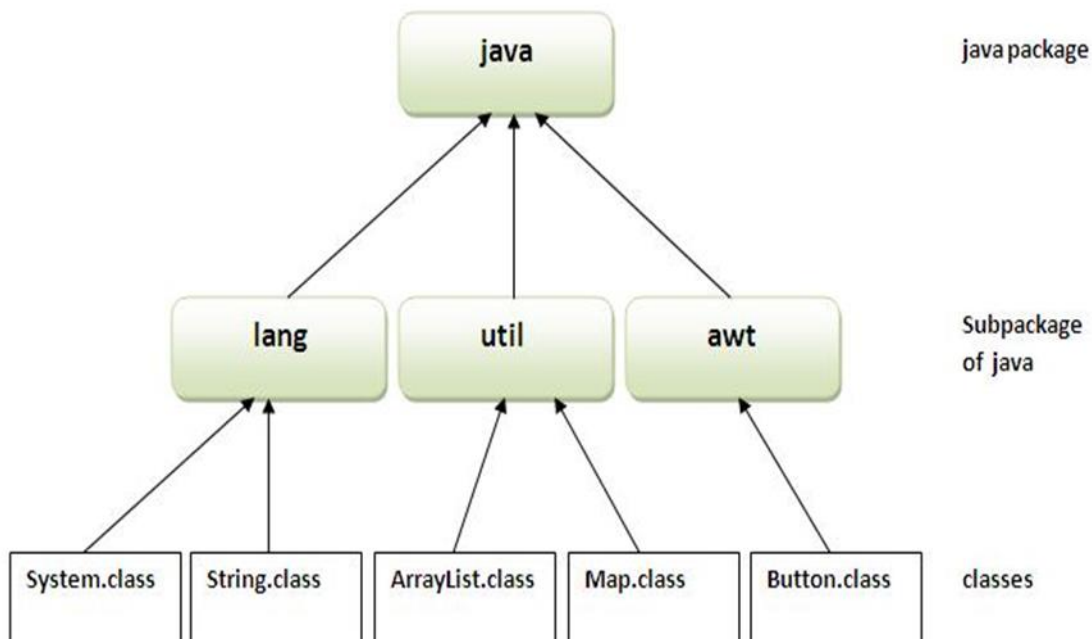 java
java package
lang
util
awt
Subpackage
of java
System.class
String.class
ArrayList.class
Map.class
Button.class
classes